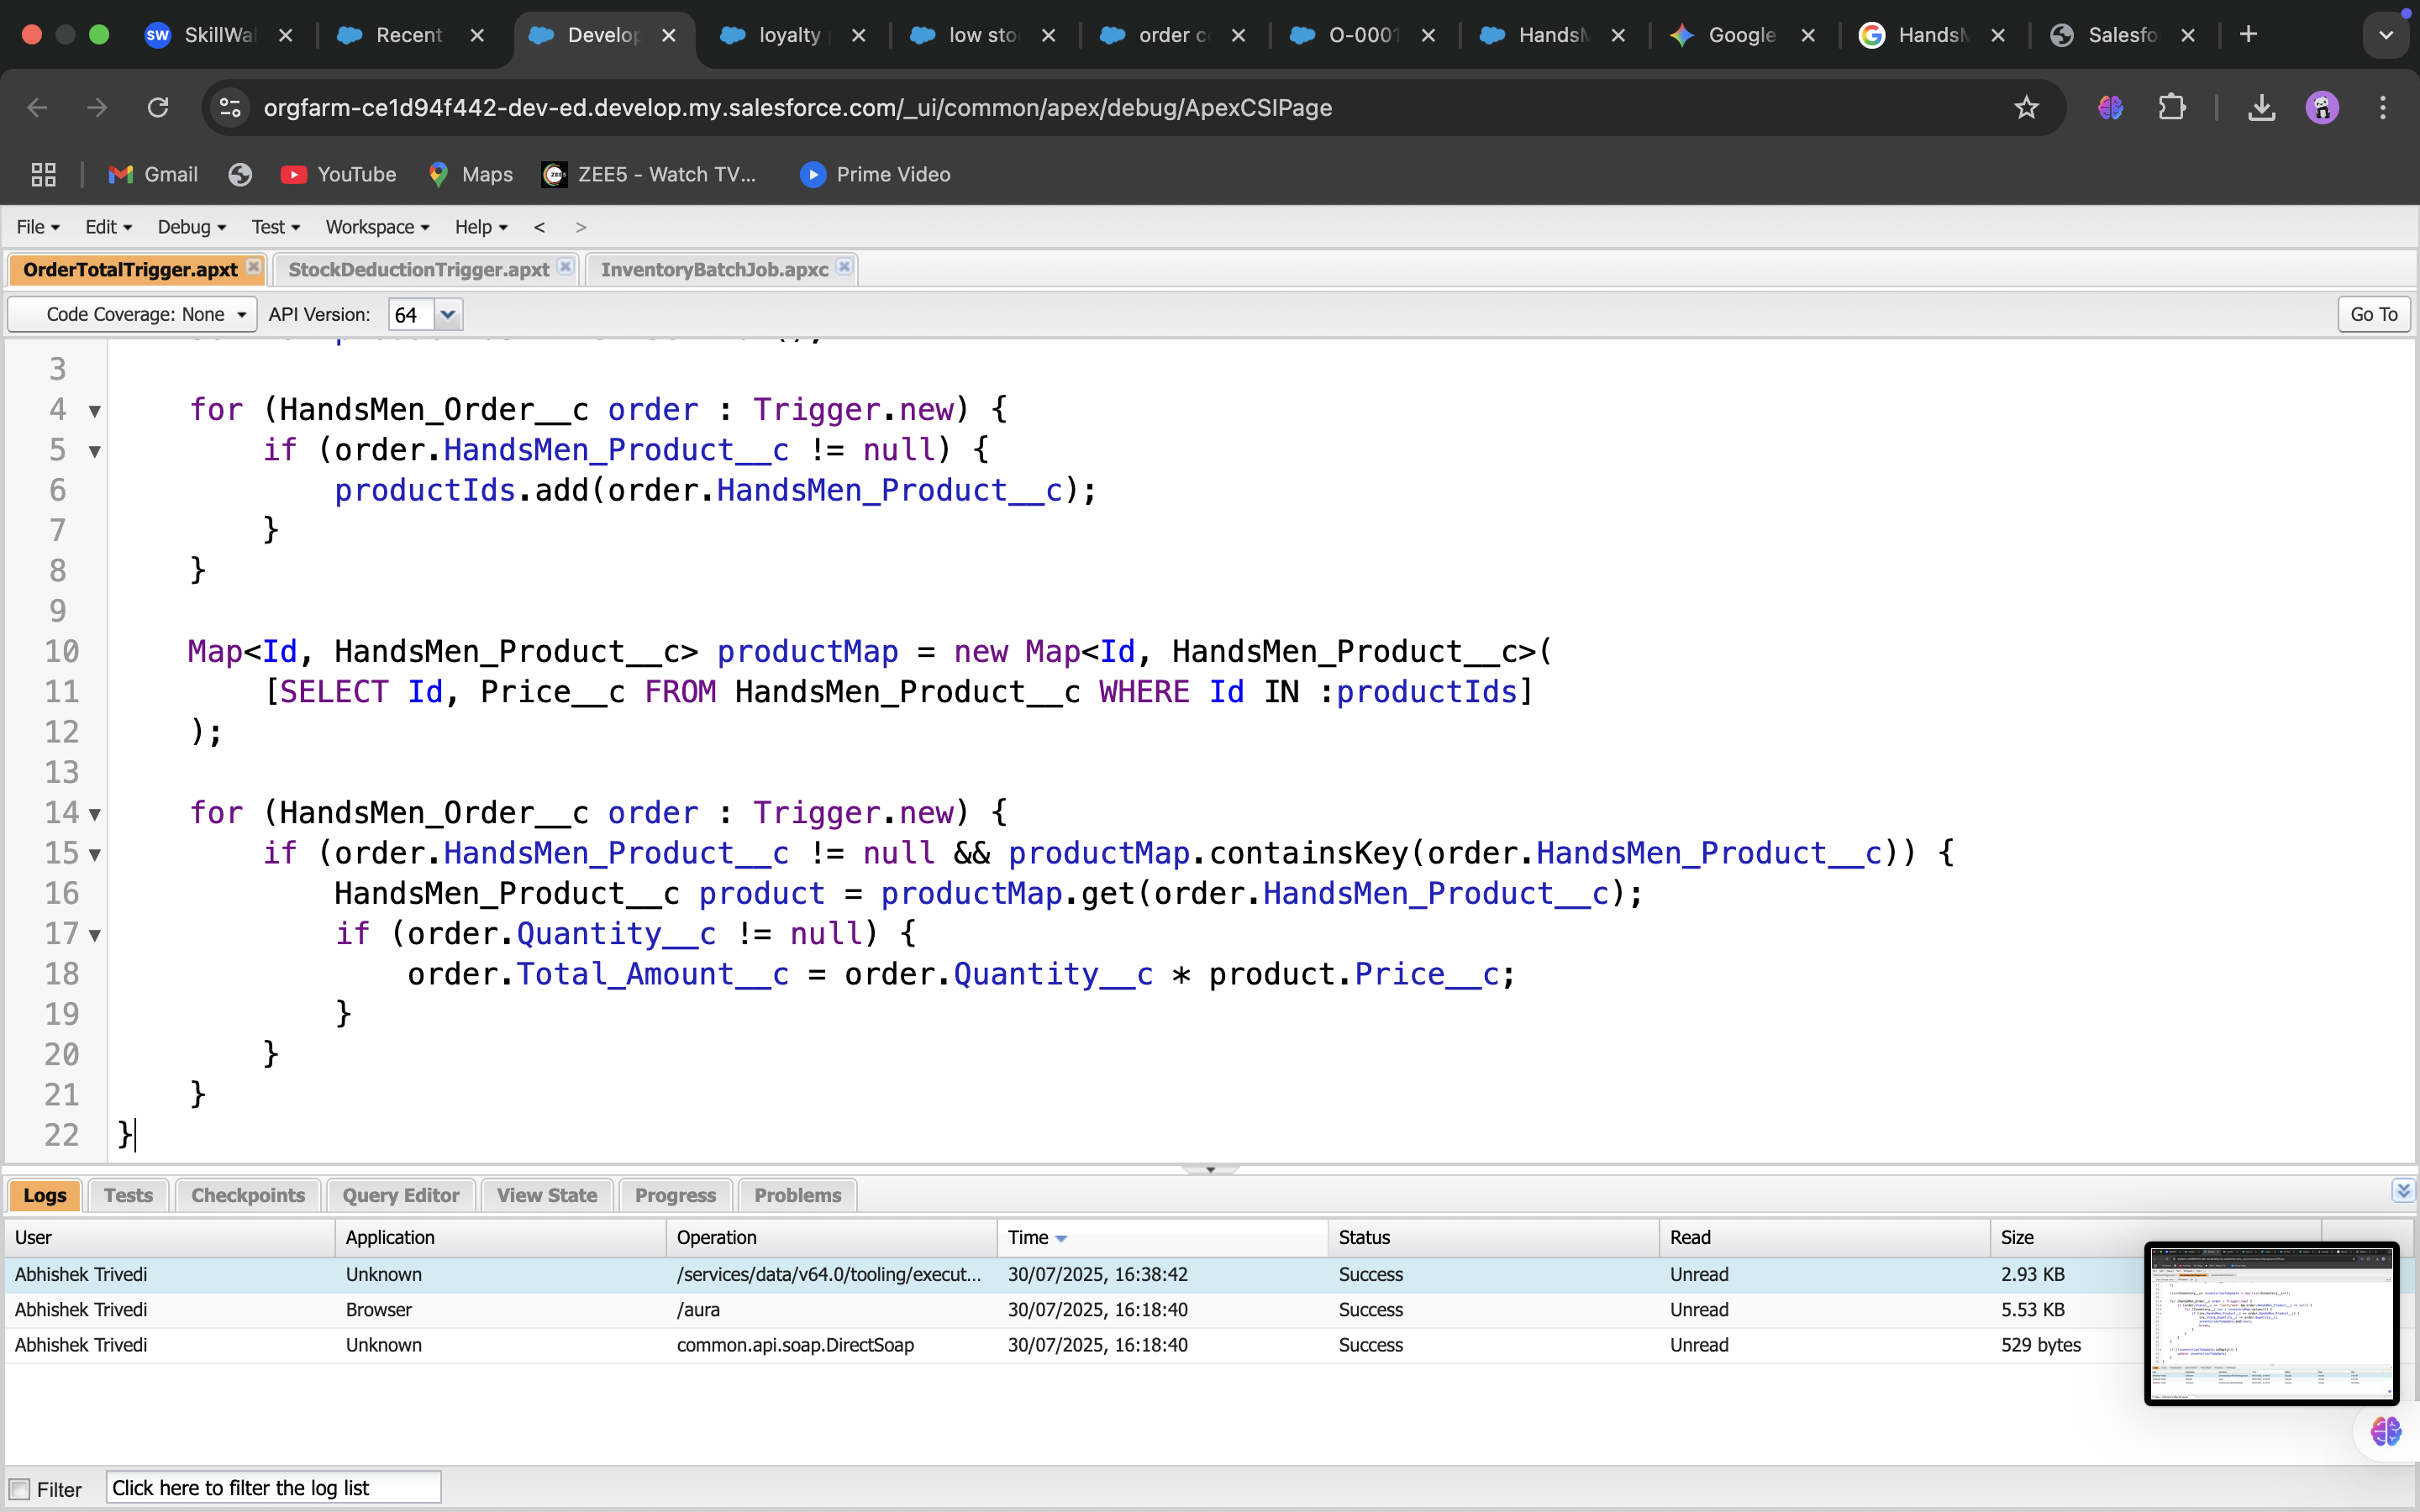 SkillWal
Recent
Develop
loyalty
low sto
order c
O-0001
HandsM
Google
HandsM
Salesfo
orgfarm-ce1d94f442-dev-ed.develop.my.salesforce.com/_ui/common/apex/debug/ApexCSIPage
Gmail
YouTube
Maps
ZEE5 - Watch TV...
Prime Video
File Edit Debug Test Workspace Help < >
OrderTotalTrigger.apxt StockDeductionTrigger.apxt InventoryBatchJob.apxc
Code Coverage: None API Version: 64 Go To
3
4 for (HandsMen_Order__c order : Trigger.new) {
5 if (order.HandsMen_Product__c != null) {
6 productIds.add(order.HandsMen_Product__c);
7 }
8 }
9
10 Map<Id, HandsMen_Product__c> productMap = new Map<Id, HandsMen_Product__c>(
11 [SELECT Id, Price__c FROM HandsMen_Product__c WHERE Id IN :productIds]
12 );
13
14 for (HandsMen_Order__c order : Trigger.new) {
15 if (order.HandsMen_Product__c != null && productMap.containsKey(order.HandsMen_Product__c)) {
16 HandsMen_Product__c product = productMap.get(order.HandsMen_Product__c);
17 if (order.Quantity__c != null) {
18 order.Total_Amount__c = order.Quantity__c * product.Price__c;
19 }
20 }
21 }
22 }
Logs Tests Checkpoints Query Editor View State Progress Problems
User Application Operation Time Status Read Size
Abhishek Trivedi Unknown /services/data/v64.0/tooling/execut... 30/07/2025, 16:38:42 Success Unread 2.93 KB
Abhishek Trivedi Browser /aura 30/07/2025, 16:18:40 Success Unread 5.53 KB
Abhishek Trivedi Unknown common.api.soap.DirectSoap 30/07/2025, 16:18:40 Success Unread 529 bytes
Filter Click here to filter the log list